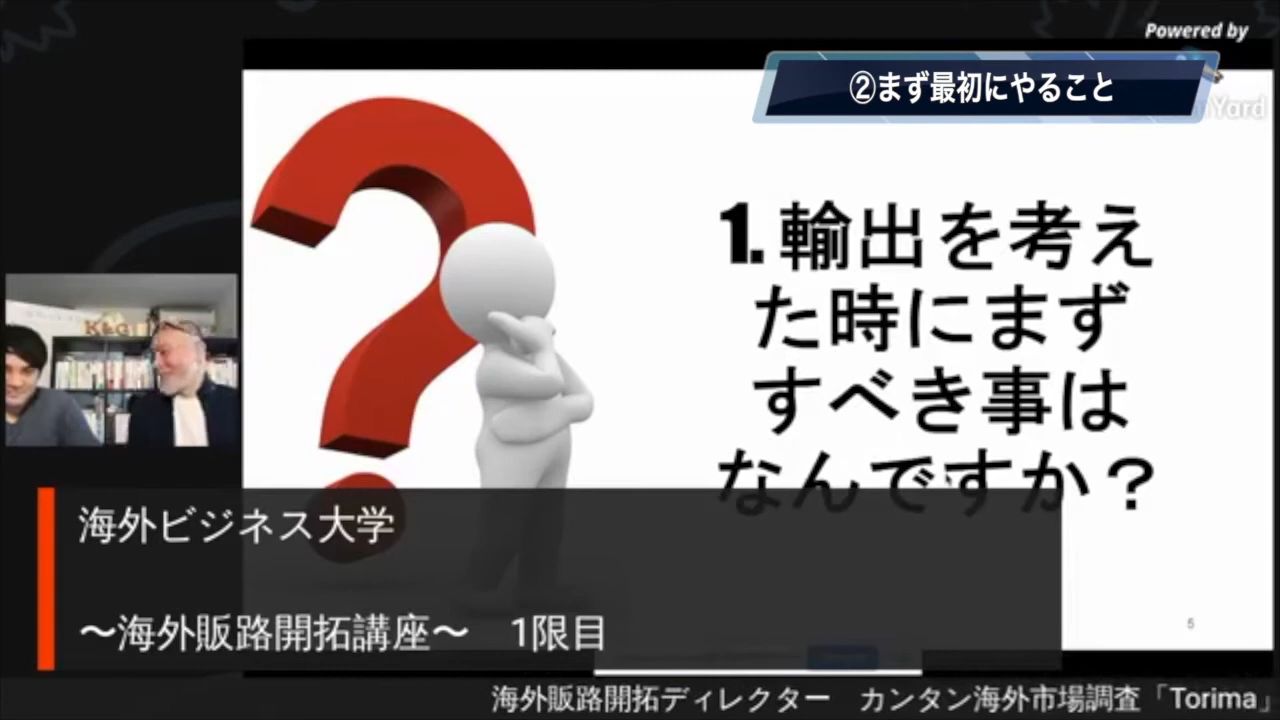 Powered by
②まず最初にやること
Yard
1. 輸出を考え
た時にまず
すべき事は
なんですか？
K&G
海外ビジネス大学
〜海外販路開拓講座〜 1限目
5
海外販路開拓ディレクター カンタン海外市場調査「Torima」